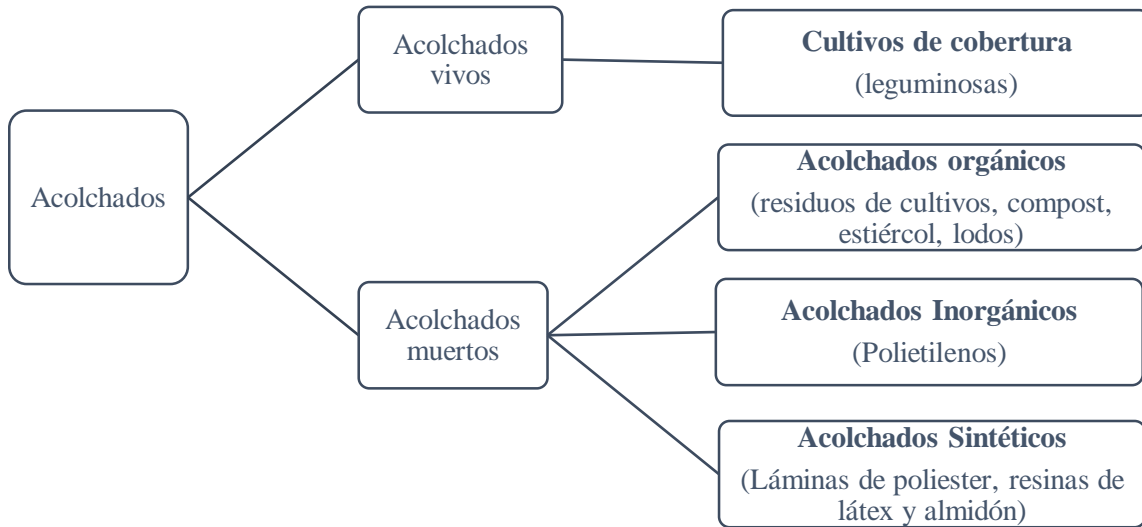 Acolchados
Acolchados
vivos
Cultivos de cobertura
(leguminosas)
Acolchados
muertos
Acolchados orgánicos
(residuos de cultivos, compost,
estiércol, lodos)
Acolchados Inorgánicos
(Polietilenos)
Acolchados Sintéticos
(Láminas de poliester, resinas de
látex y almidón)